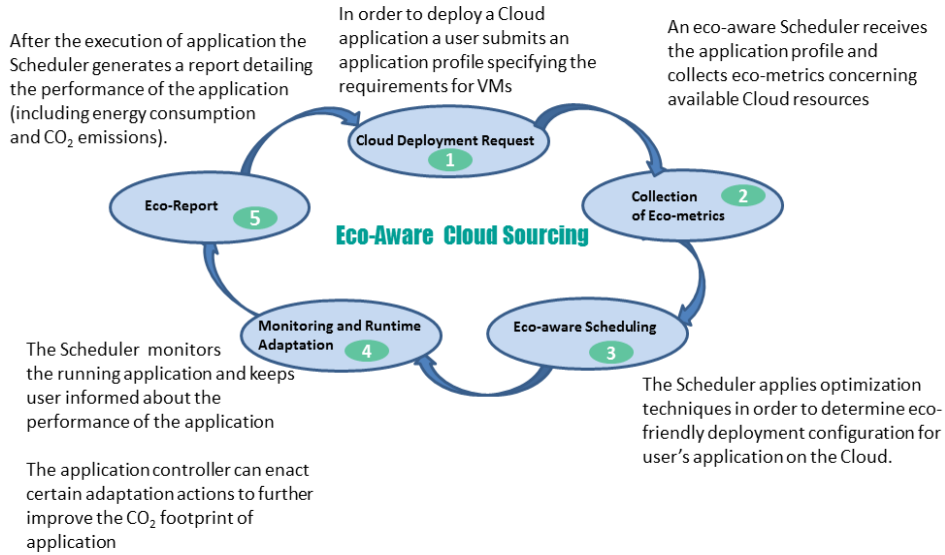 In order to deploy a Cloud
application a user submits an
application profile specifying the
requirements for VMs
Cloud Deployment Request
1
An eco-aware Scheduler receives
the application profile and
collects eco-metrics concerning
available Cloud resources
Collection
of Eco-metrics
2
Eco-Aware Cloud Sourcing
Eco-aware Scheduling
3
The Scheduler applies optimization
techniques in order to determine eco-
friendly deployment configuration for
user's application on the Cloud.
Monitoring and Runtime
Adaptation
4
The Scheduler monitors
the running application and keeps
user informed about the
performance of the application
The application controller can enact
certain adaptation actions to further
improve the CO₂ footprint of
application
Eco-Report
5
After the execution of application the
Scheduler generates a report detailing
the performance of the application
(including energy consumption
and CO₂ emissions).